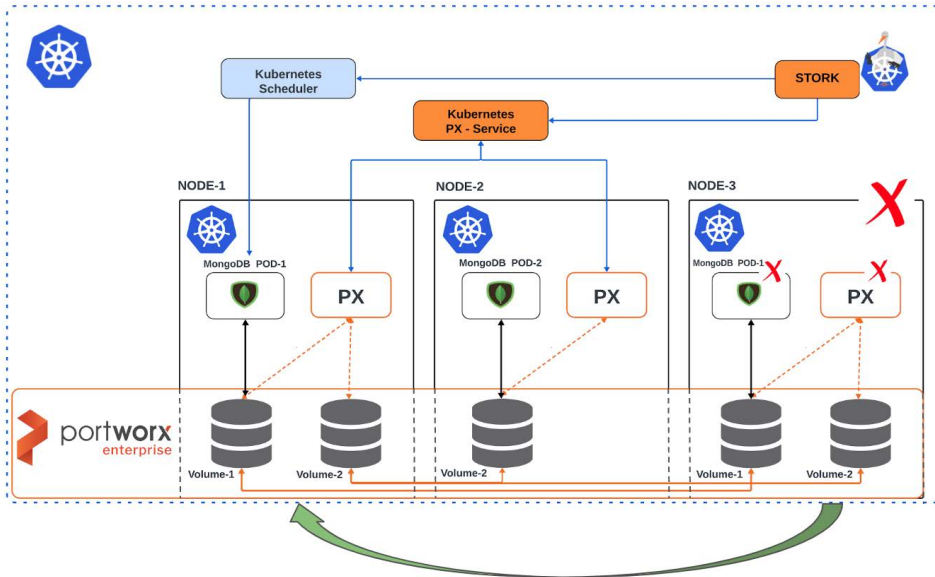 Kubernetes
Scheduler
STORK
Kubernetes
PX - Service
NODE-1
NODE-2
NODE-3
MongoDB POD-1
MongoDB POD-2
MongoDB POD-1
PX
PX
PX
portworx
enterprise
Volume-1
Volume-2
Volume-2
Volume-1
Volume-2